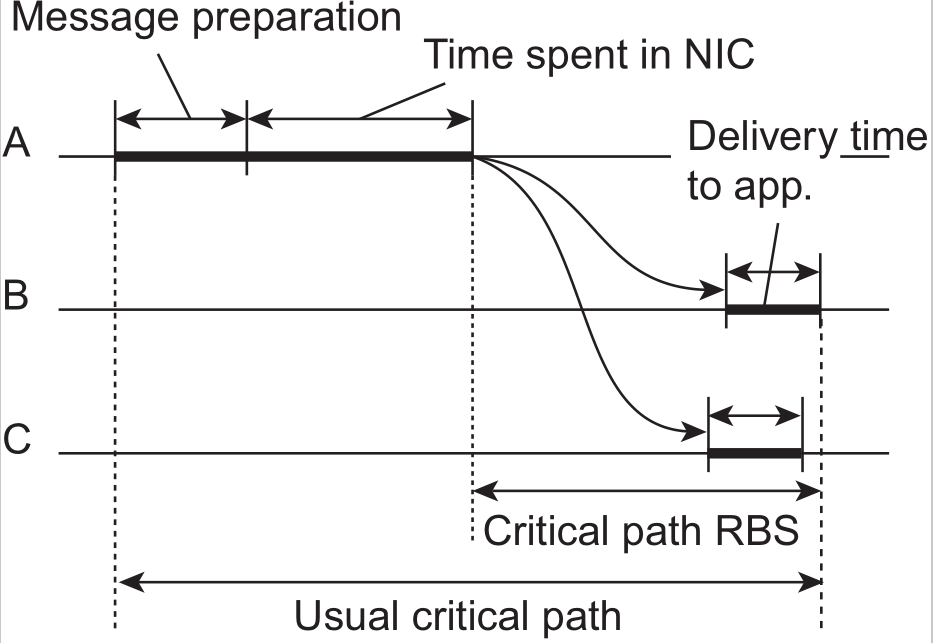 Message preparation
Time spent in NIC
A
Delivery time
to app.
B
C
Critical path RBS
Usual critical path